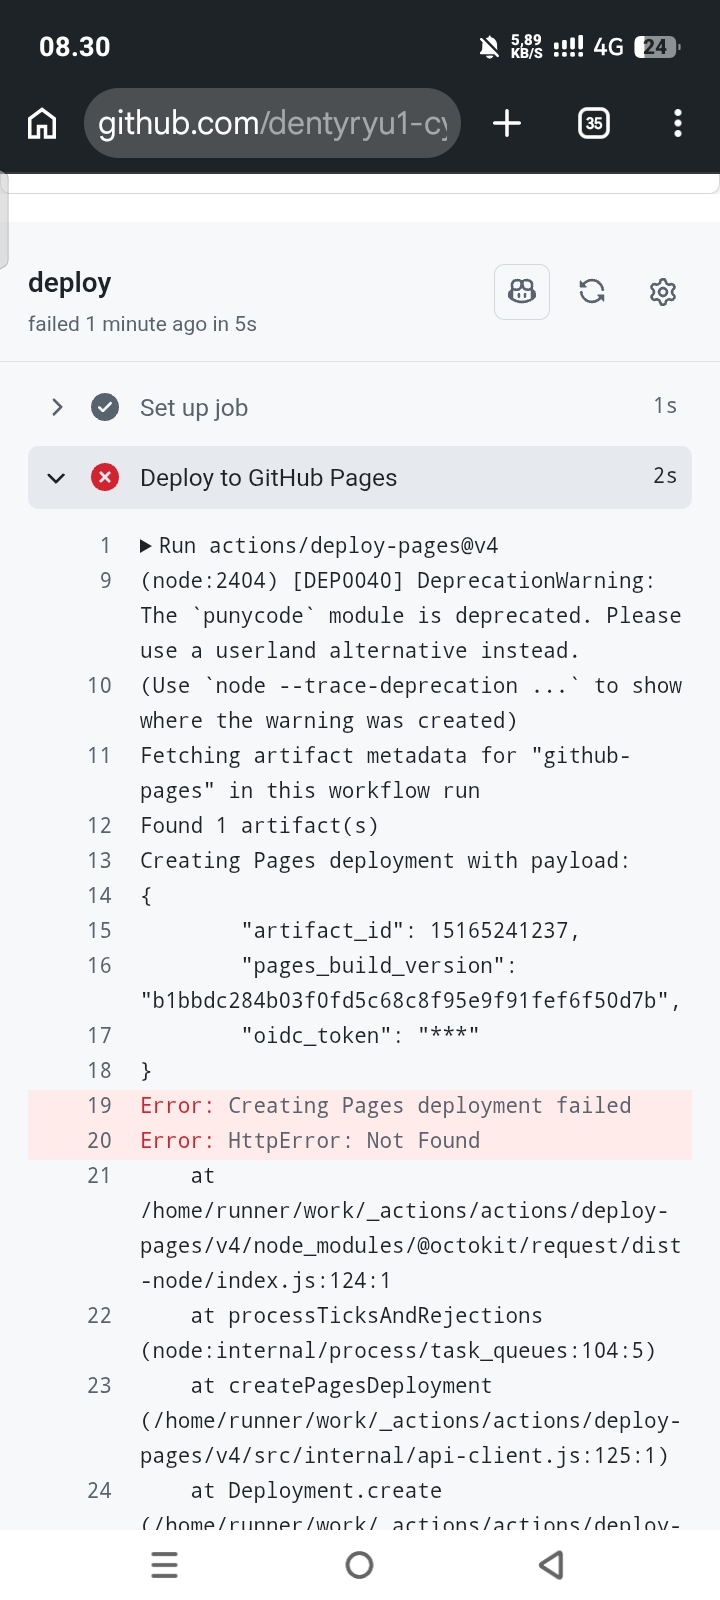 08.30
5,89
KB/S
4G
24
github.com/dentyryu1-cy
35
deploy
failed 1 minute ago in 5s
Set up job 1s
Deploy to GitHub Pages 2s
1 Run actions/deploy-pages@v4
9 (node:2404) [DEP0040] DeprecationWarning:
The `punycode` module is deprecated. Please
use a userland alternative instead.
10 (Use `node --trace-deprecation ...` to show
where the warning was created)
11 Fetching artifact metadata for "github-
pages" in this workflow run
12 Found 1 artifact(s)
13 Creating Pages deployment with payload:
14 {
15 "artifact_id": 15165241237,
16 "pages_build_version":
"b1bbdc284b03f0fd5c68c8f95e9f91fef6f50d7b",
17 "oidc_token": "***"
18 }
19 Error: Creating Pages deployment failed
20 Error: HttpError: Not Found
21 at
/home/runner/work/_actions/actions/deploy-
pages/v4/node_modules/@octokit/request/dist
-node/index.js:124:1
22 at processTicksAndRejections
(node:internal/process/task_queues:104:5)
23 at createPagesDeployment
(/home/runner/work/_actions/actions/deploy-
pages/v4/src/internal/api-client.js:125:1)
24 at Deployment.create
(/home/runner/work/_actions/actions/deploy-